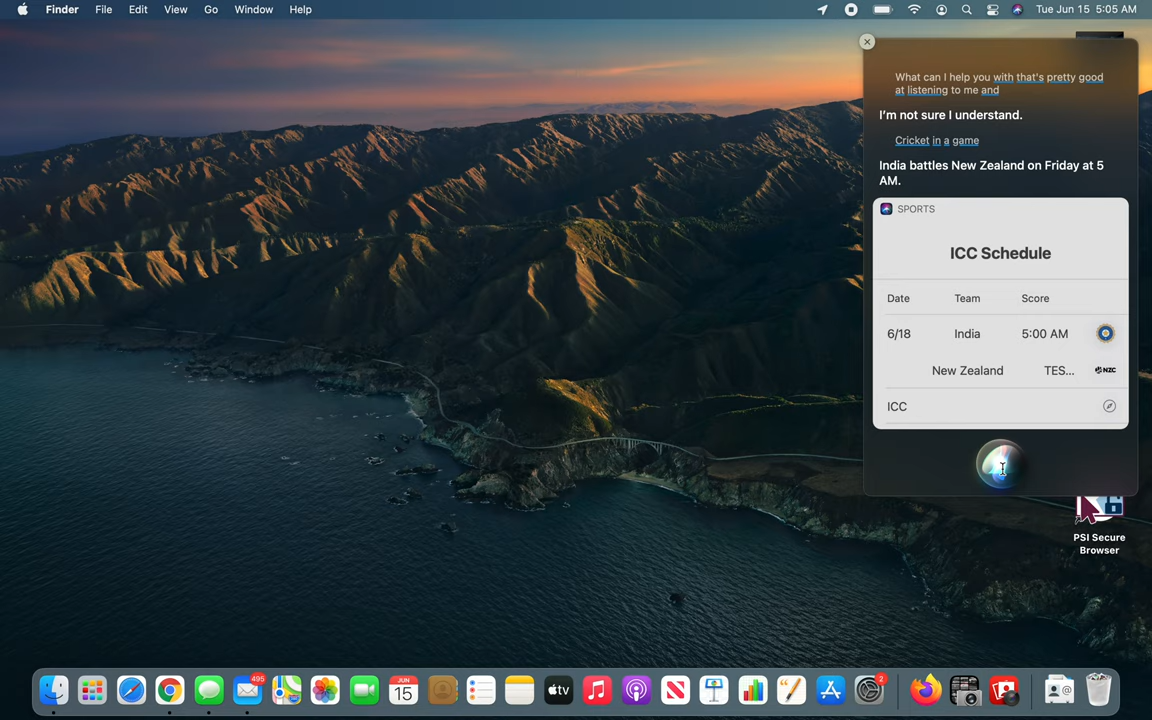 Finder File Edit View Go Window Help Tue Jun 15 5:05 AM
What can I help you with that's pretty good
at listening to me and
I'm not sure I understand.
Cricket in a game
India battles New Zealand on Friday at 5
AM.
SPORTS
ICC Schedule
Date Team Score
6/18 India 5:00 AM
New Zealand TES... NZC
ICC
PSI Secure
Browser
495
JUN
15
tv
2